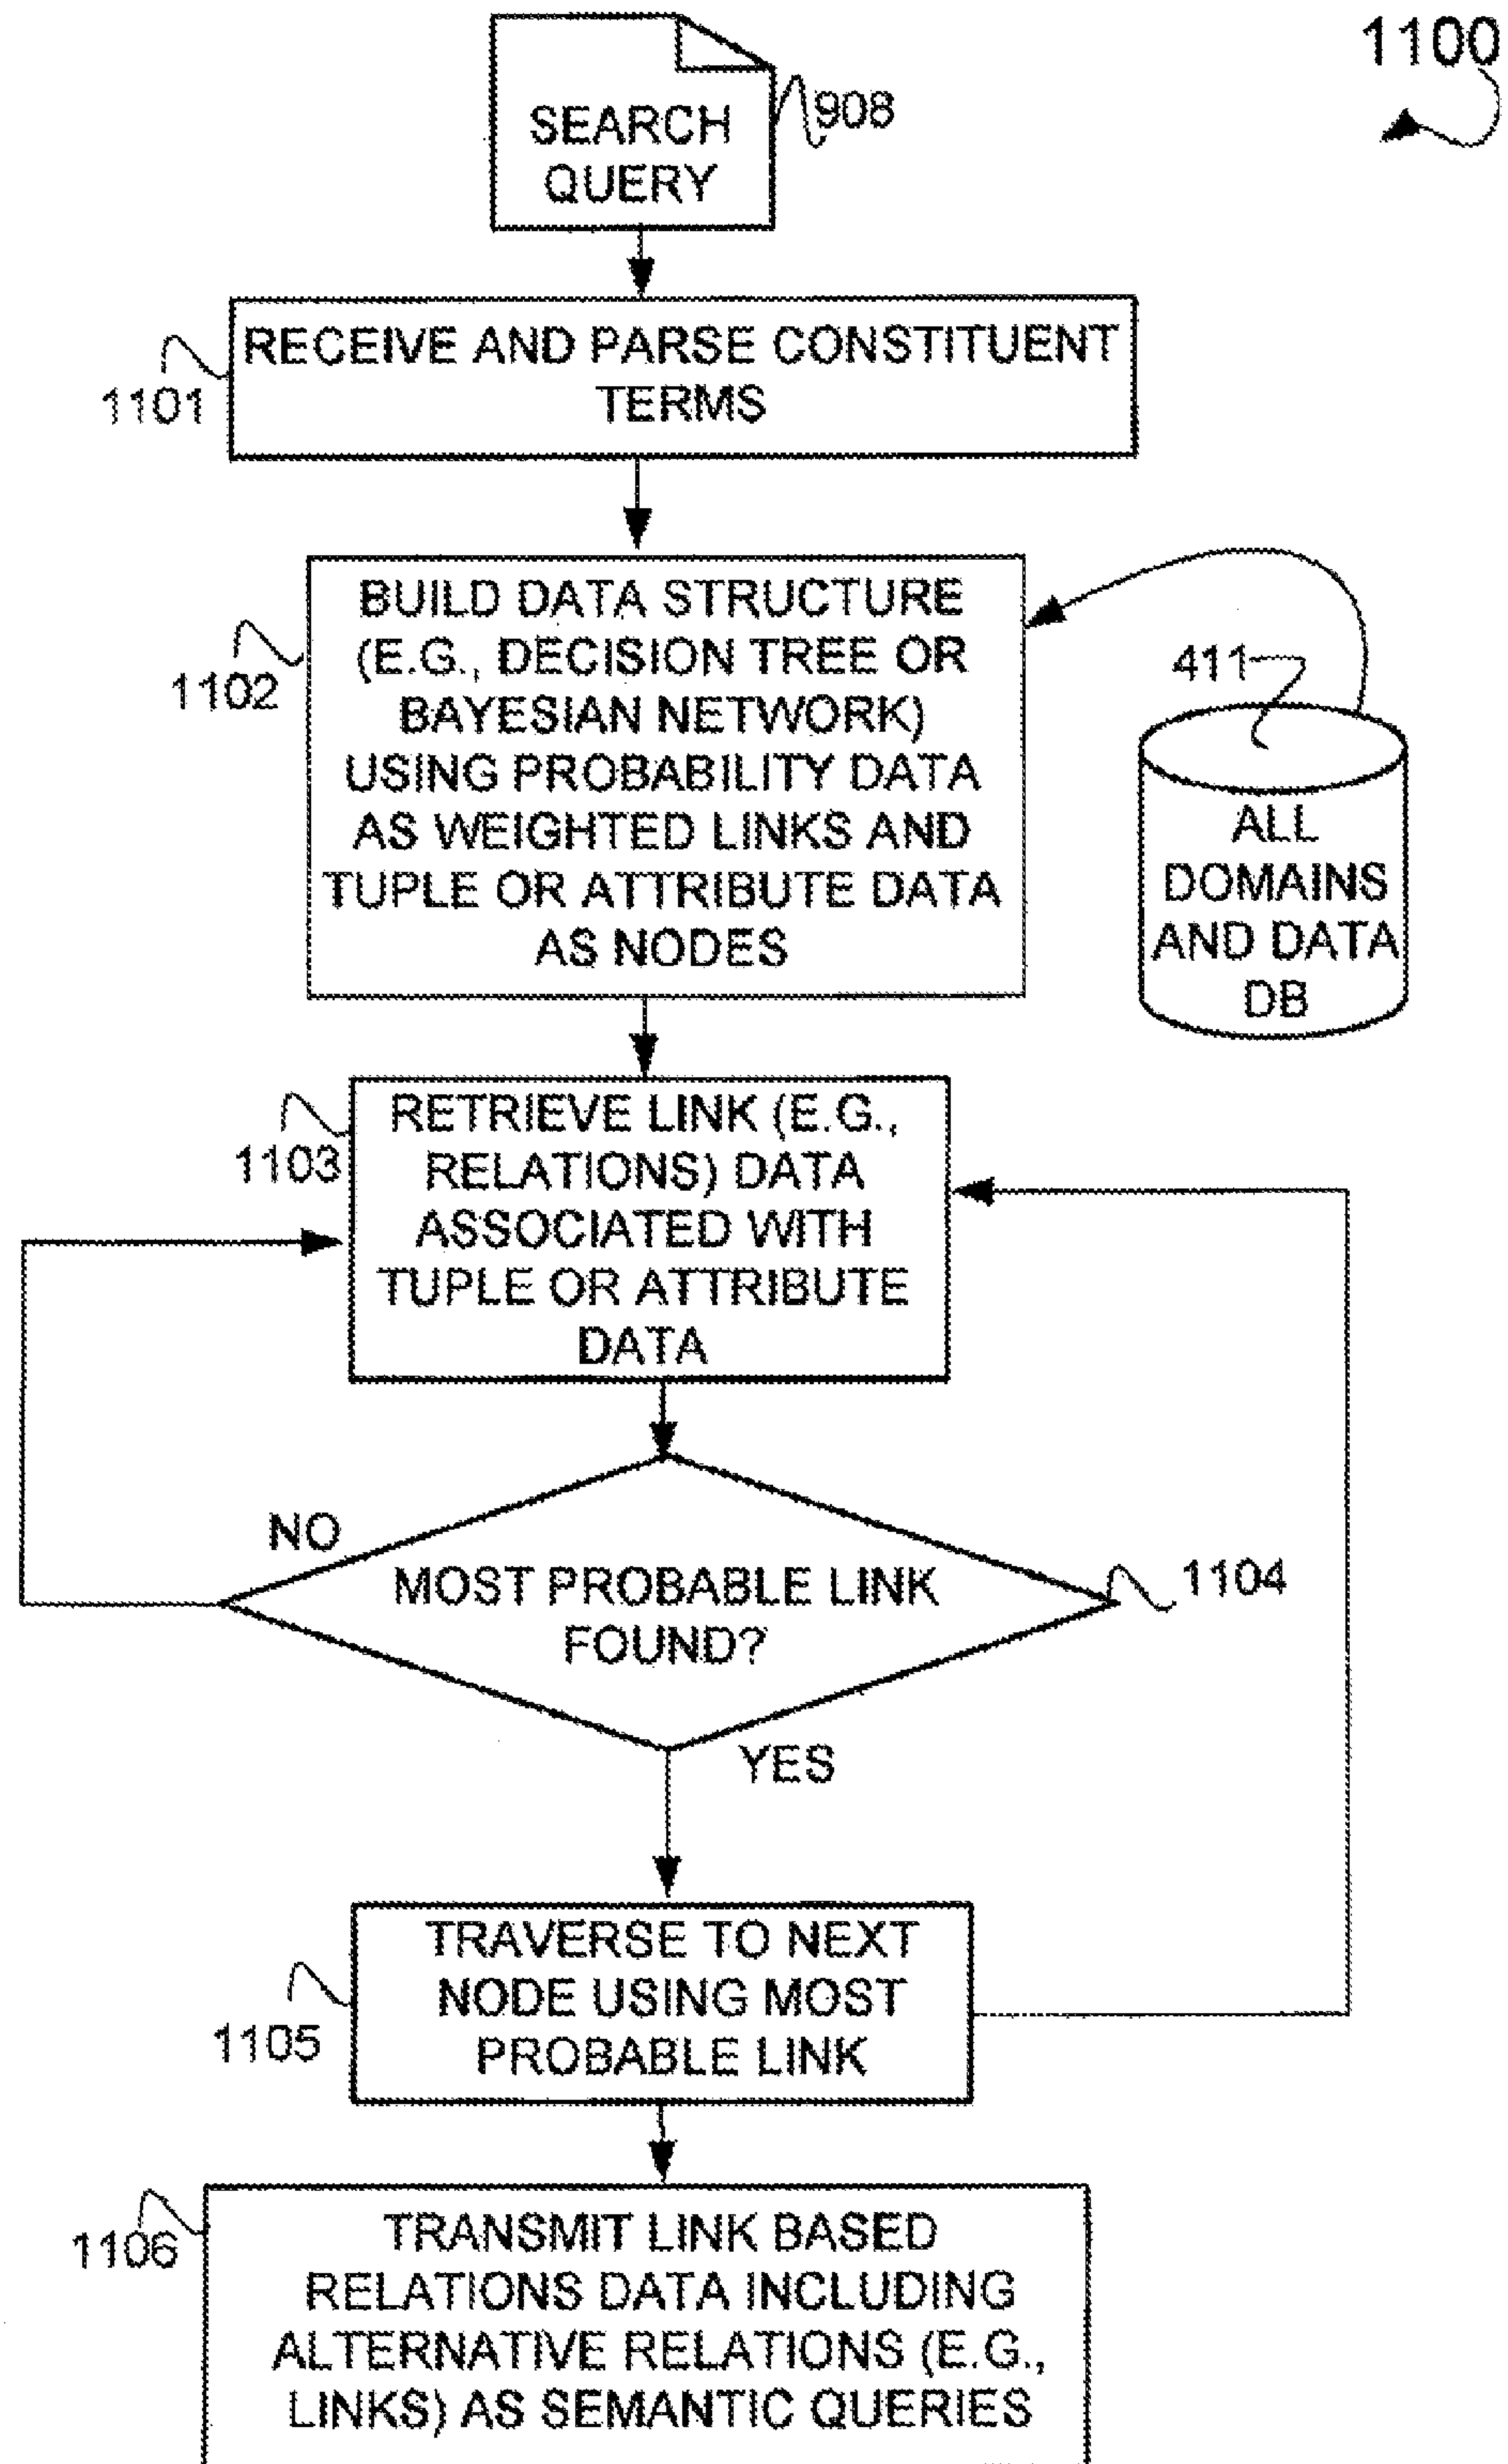 1100
SEARCH
QUERY
908
RECEIVE AND PARSE CONSTITUENT
TERMS
1101
BUILD DATA STRUCTURE
(E.G., DECISION TREE OR
BAYESIAN NETWORK)
USING PROBABILITY DATA
AS WEIGHTED LINKS AND
TUPLE OR ATTRIBUTE DATA
AS NODES
1102
411
ALL
DOMAINS
AND DATA
DB
RETRIEVE LINK (E.G.,
RELATIONS) DATA
ASSOCIATED WITH
TUPLE OR ATTRIBUTE
DATA
1103
NO
MOST PROBABLE LINK
FOUND?
1104
YES
TRAVERSE TO NEXT
NODE USING MOST
PROBABLE LINK
1105
TRANSMIT LINK BASED
RELATIONS DATA INCLUDING
ALTERNATIVE RELATIONS (E.G.,
LINKS) AS SEMANTIC QUERIES
1106